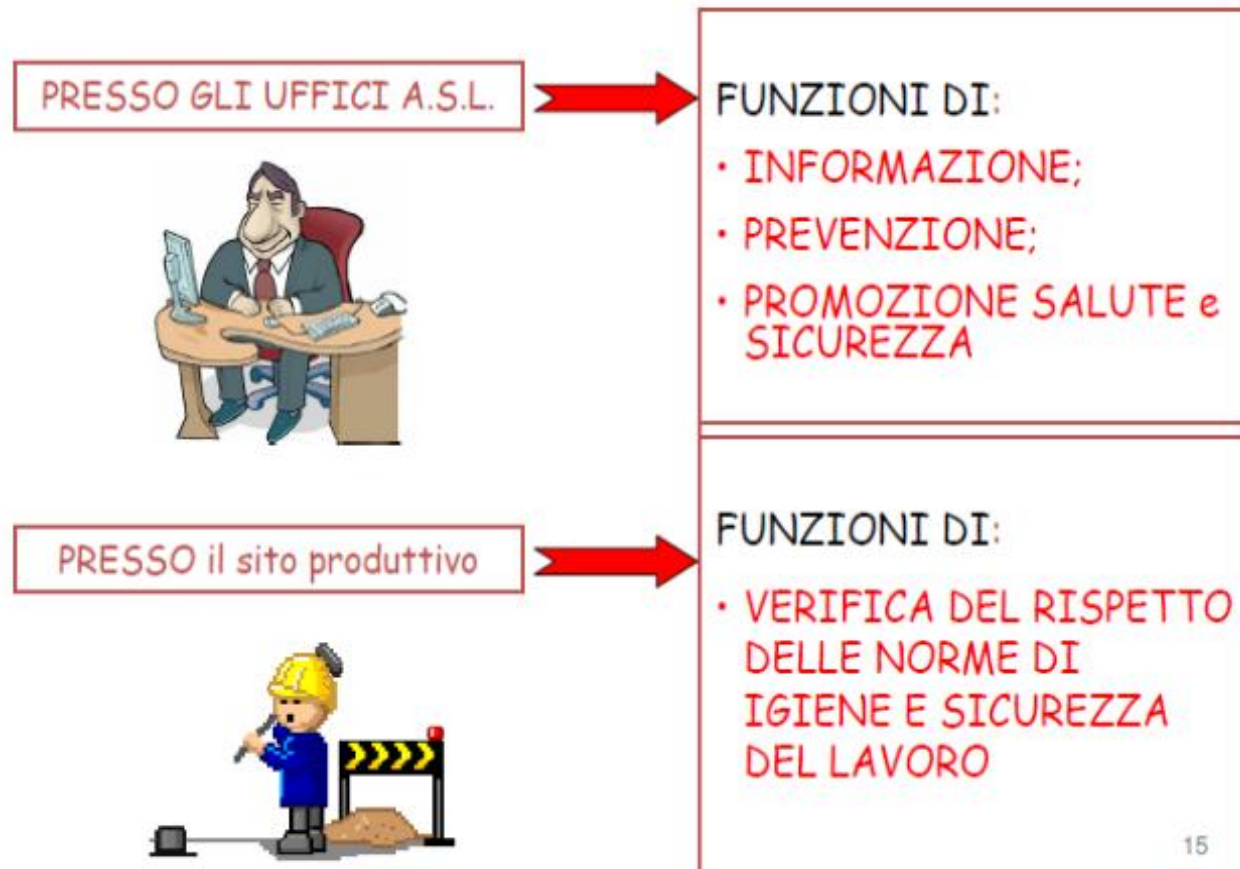 PRESSO GLI UFFICI A.S.L.
FUNZIONI DI:
• INFORMAZIONE;
• PREVENZIONE;
• PROMOZIONE SALUTE e
SICUREZZA
PRESSO il sito produttivo
FUNZIONI DI:
• VERIFICA DEL RISPETTO
DELLE NORME DI
IGIENE E SICUREZZA
DEL LAVORO
15